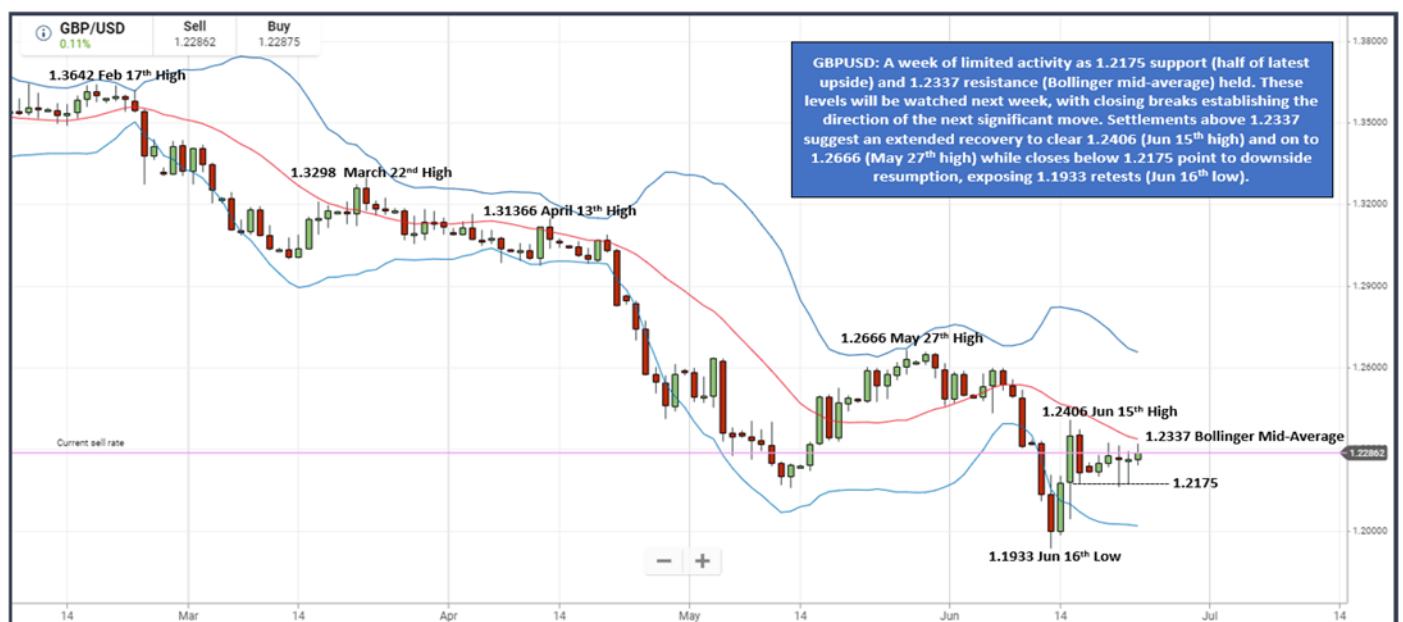 GBP/USD
0.11%
Sell
1.22862
Buy
1.22875
1.38000
1.3642 Feb 17th High
GBPUSD: A week of limited activity as 1.2175 support (half of latest
upside) and 1.2337 resistance (Bollinger mid-average) held. These
levels will be watched next week, with closing breaks establishing the
direction of the next significant move. Settlements above 1.2337
suggest an extended recovery to clear 1.2406 (Jun 15th high) and on to
1.2666 (May 27th high) while closes below 1.2175 point to downside
resumption, exposing 1.1933 retests (Jun 16th low).
1.35000
1.3298 March 22nd High
1.32000
1.31366 April 13th High
1.29000
1.2666 May 27th High
1.26000
1.2406 Jun 15th High
1.2337 Bollinger Mid-Average
Current sell rate
1.22862
1.2175
1.20000
1.1933 Jun 16th Low
− +
14 Mar 14 Apr 14 May 14 Jun 14 Jul 14